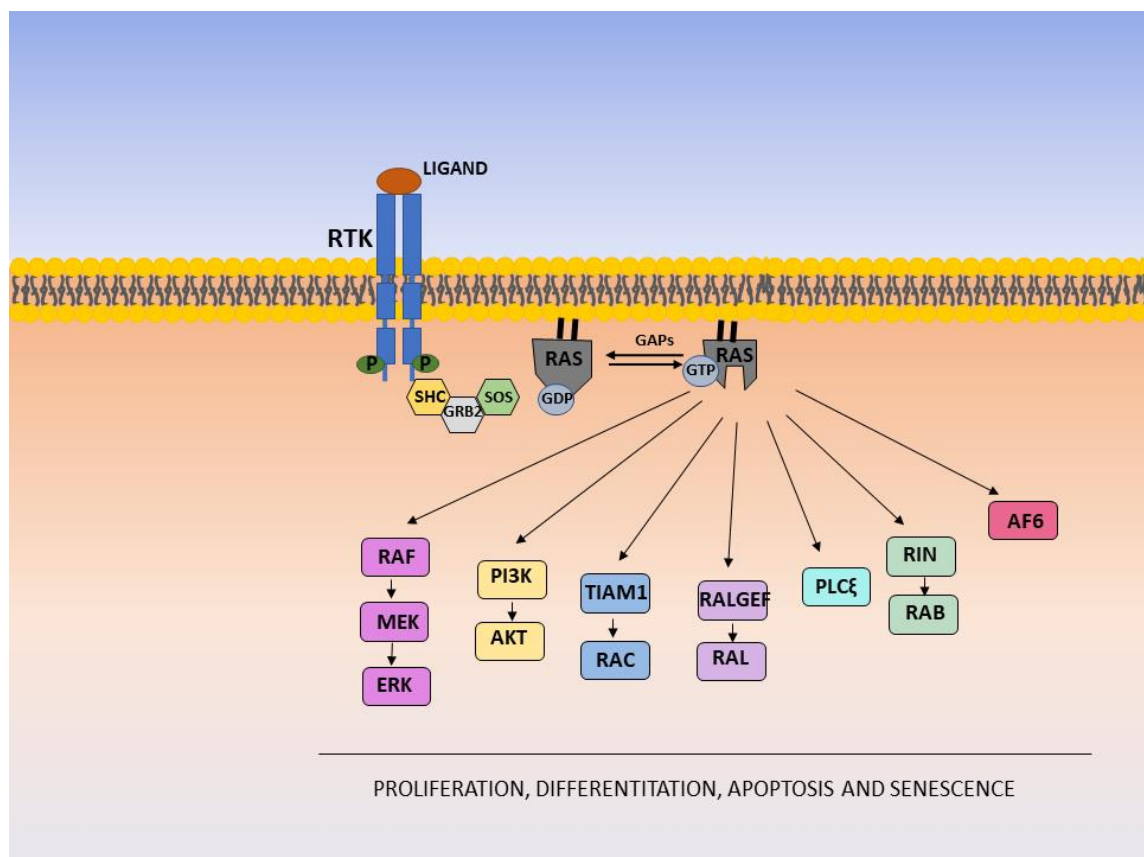 LIGAND
RTK
P
P
SHC
GRB2
SOS
RAS
GDP
GAPs
RAS
GTP
RAF
MEK
ERK
PI3K
AKT
TIAM1
RAC
RALGEF
RAL
PLCξ
RIN
RAB
AF6
PROLIFERATION, DIFFERENTITATION, APOPTOSIS AND SENESCENCE